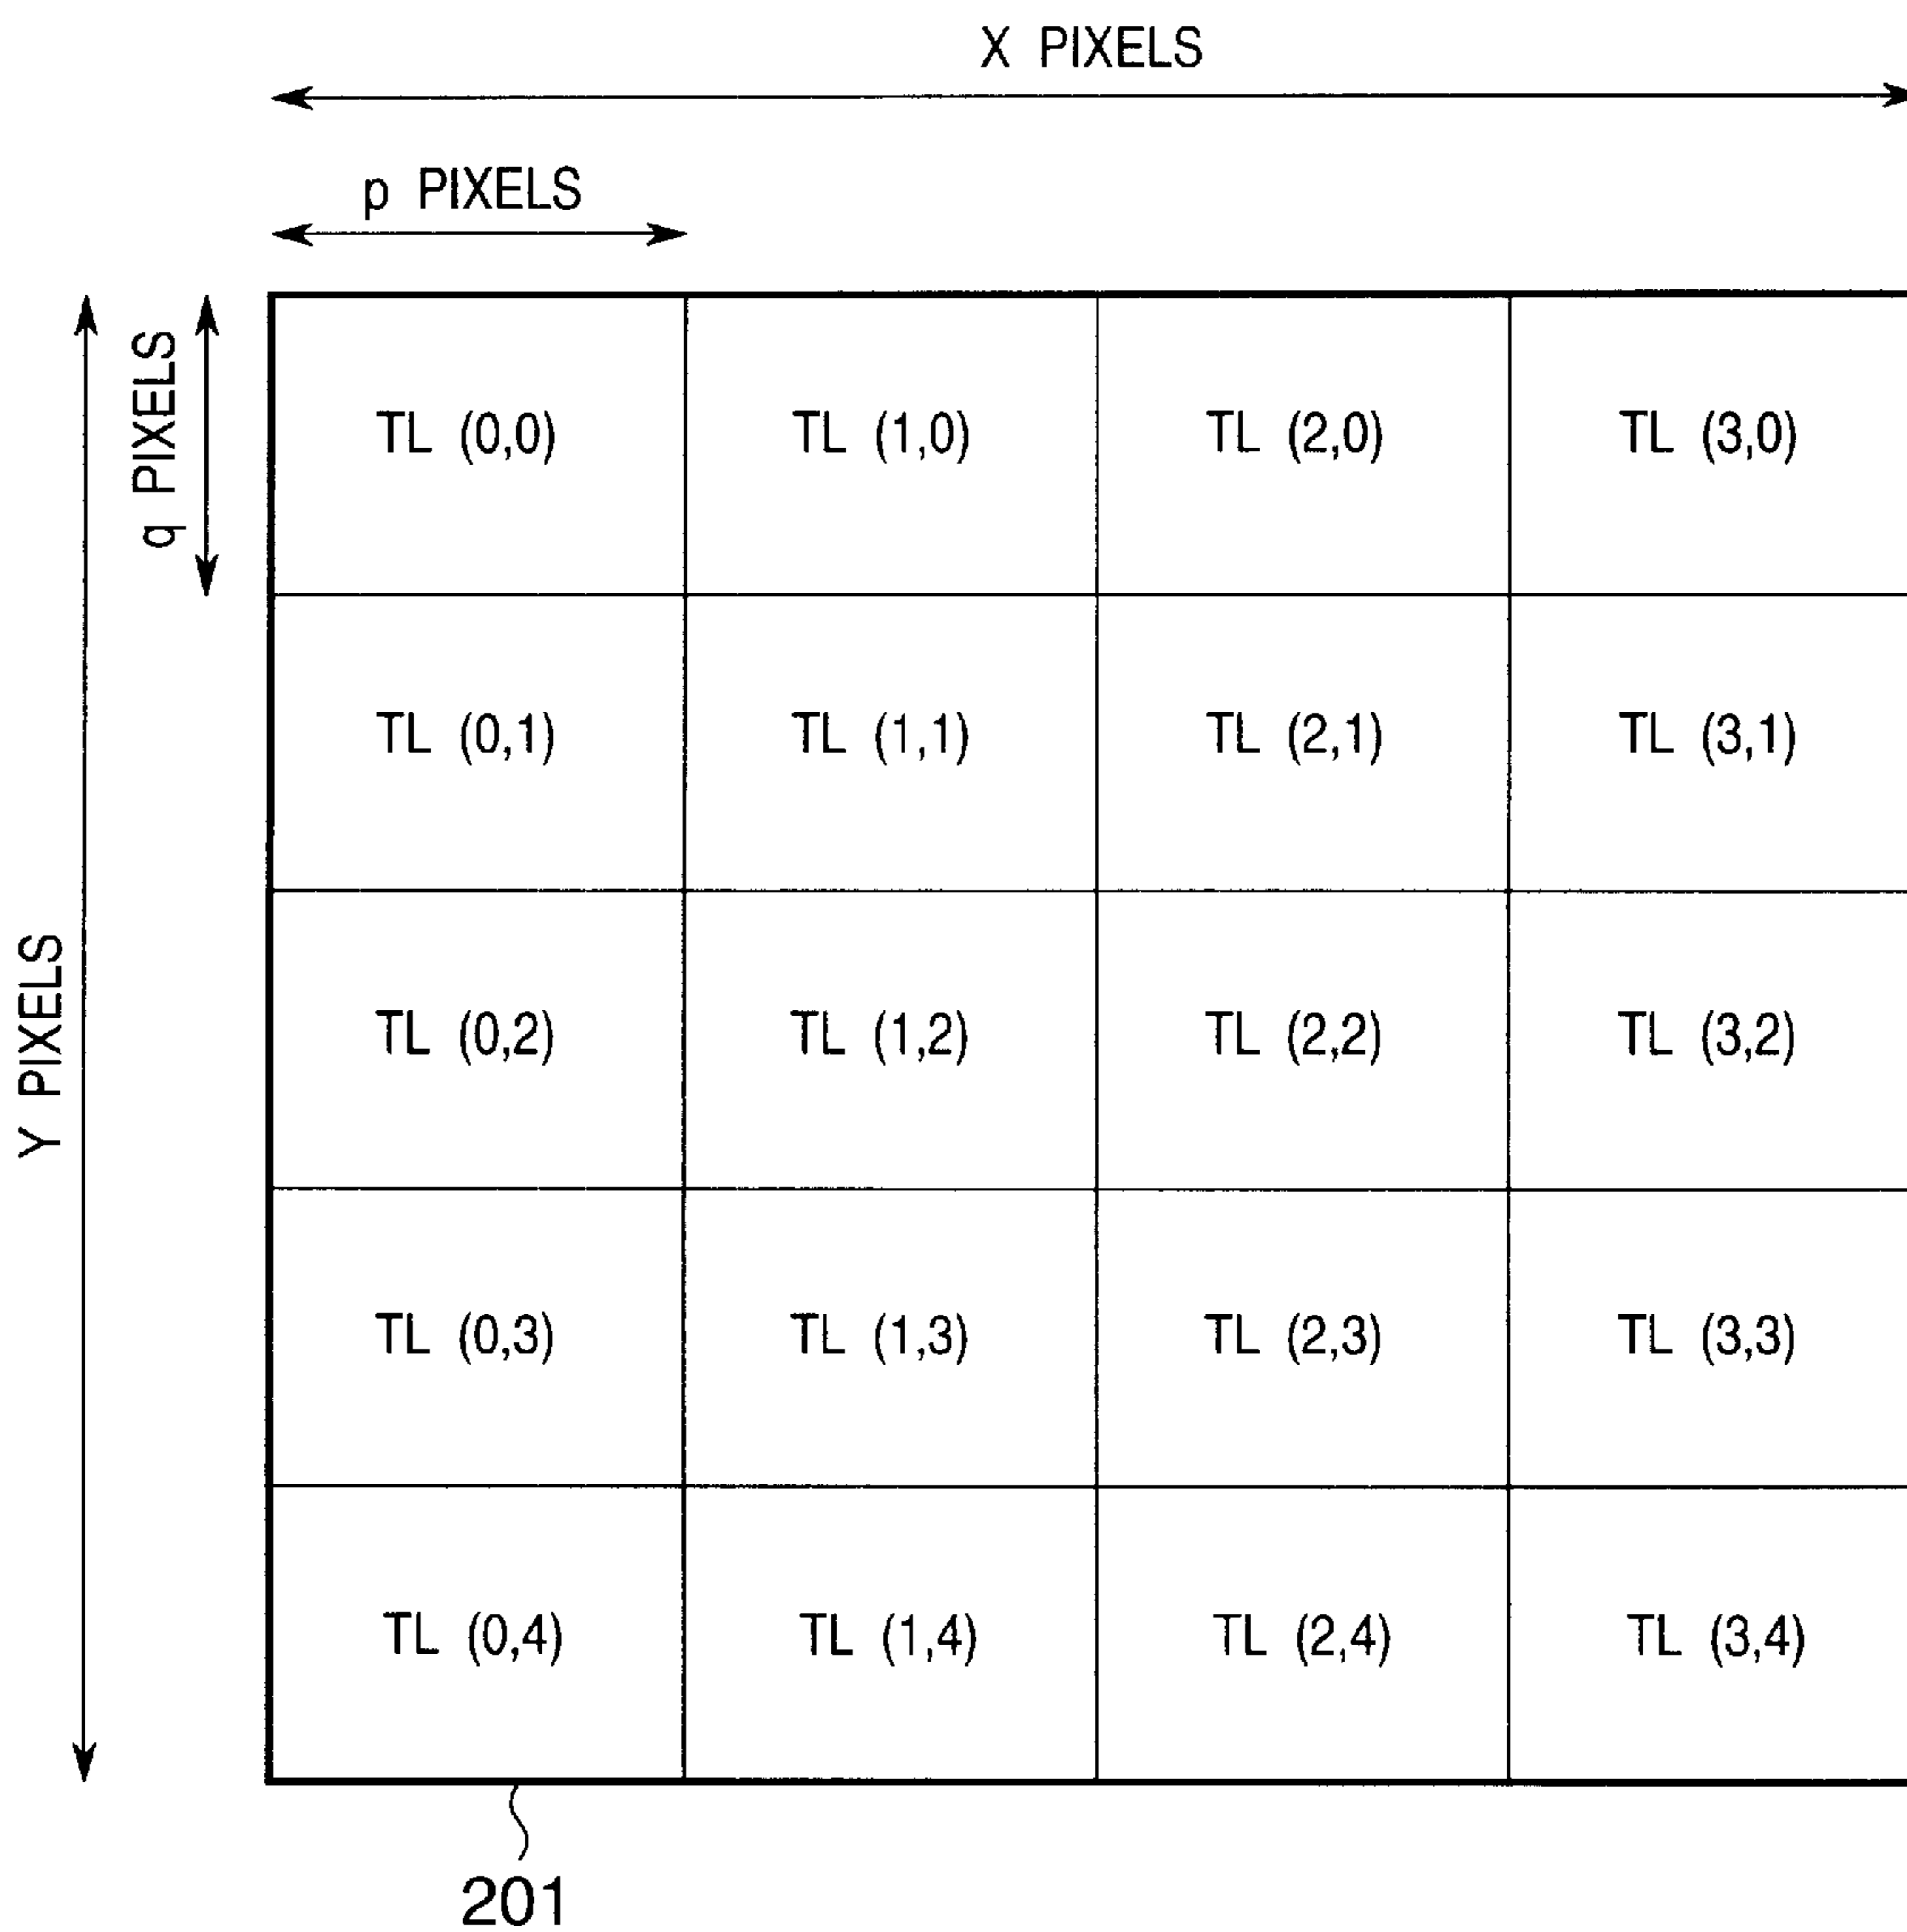 X PIXELS
p PIXELS
q PIXELS
Y PIXELS
TL (0,0) TL (1,0) TL (2,0) TL (3,0)
TL (0,1) TL (1,1) TL (2,1) TL (3,1)
TL (0,2) TL (1,2) TL (2,2) TL (3,2)
TL (0,3) TL (1,3) TL (2,3) TL (3,3)
TL (0,4) TL (1,4) TL (2,4) TL (3,4)
201